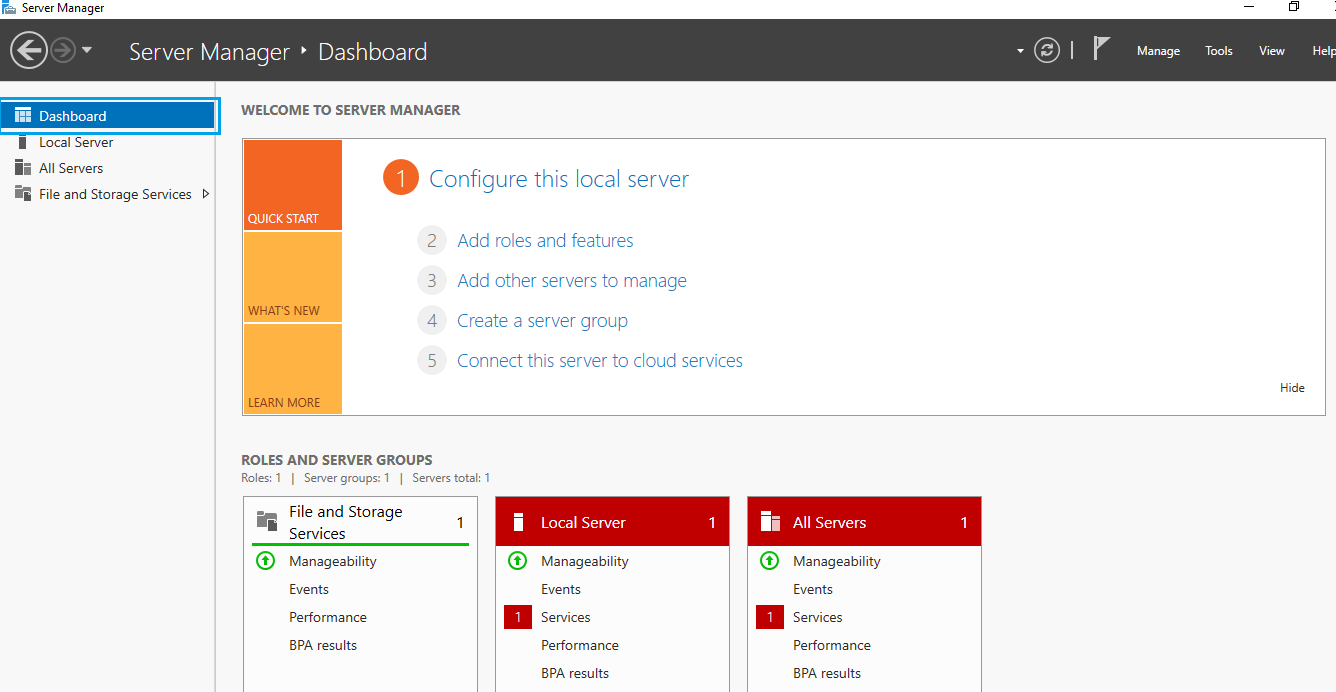 Server Manager
Server Manager ‣ Dashboard
Manage Tools View Help
Dashboard
Local Server
All Servers
File and Storage Services
WELCOME TO SERVER MANAGER
QUICK START
WHAT'S NEW
LEARN MORE
1 Configure this local server
2 Add roles and features
3 Add other servers to manage
4 Create a server group
5 Connect this server to cloud services
Hide
ROLES AND SERVER GROUPS
Roles: 1 | Server groups: 1 | Servers total: 1
File and Storage
Services 1
Manageability
Events
Performance
BPA results
Local Server 1
Manageability
Events
1 Services
Performance
BPA results
All Servers 1
Manageability
Events
1 Services
Performance
BPA results